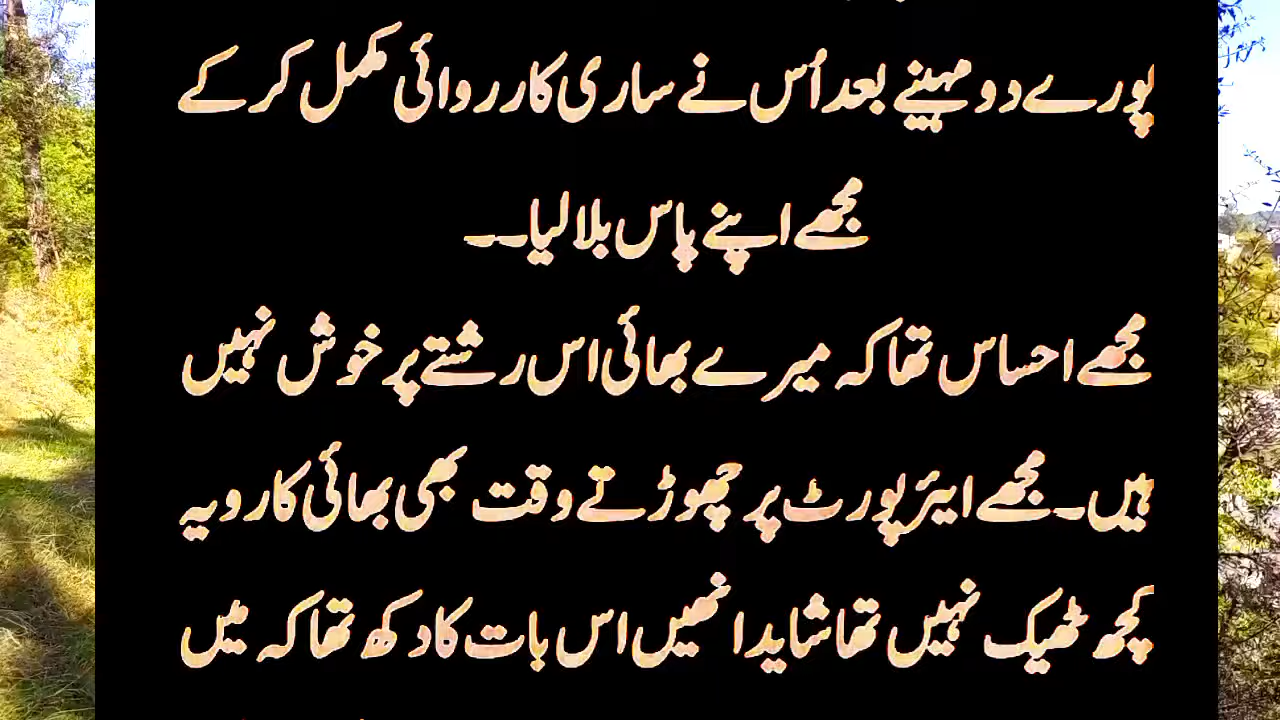 پورے دو مہینے بعد اُس نے ساری کارروائی مکمل کر کے
مجھے اپنے پاس بلا لیا۔۔
مجھے احساس تھا کہ میرے بھائی اس رشتے پر خوش نہیں
ہیں۔ مجھے ایئرپورٹ پر چھوڑتے وقت بھی بھائی کا رویہ
کچھ ٹھیک نہیں تھا شاید انھیں اس بات کا دکھ تھا کہ میں